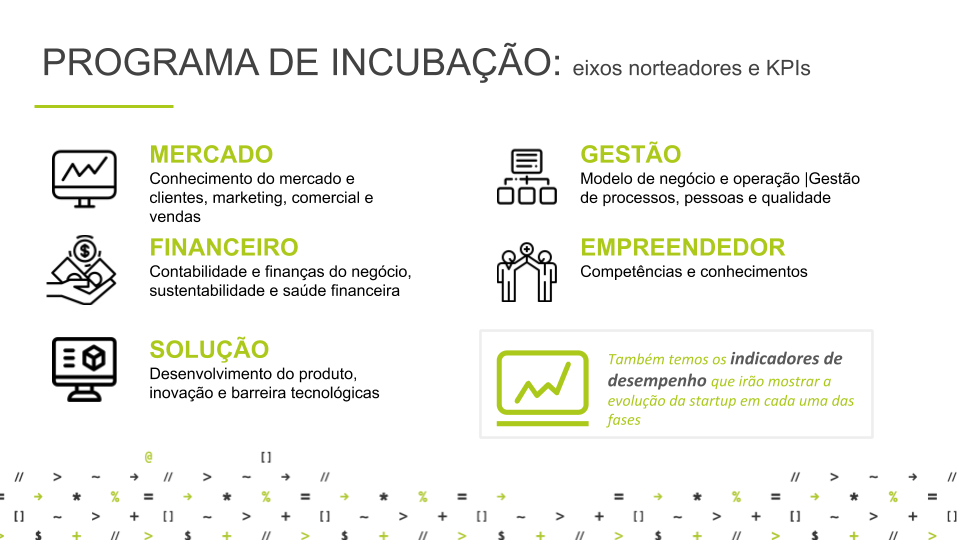 PROGRAMA DE INCUBAÇÃO: eixos norteadores e KPIs
MERCADO
Conhecimento do mercado e
clientes, marketing, comercial e
vendas
FINANCEIRO
Contabilidade e finanças do negócio,
sustentabilidade e saúde financeira
SOLUÇÃO
Desenvolvimento do produto,
inovação e barreira tecnológicas
GESTÃO
Modelo de negócio e operação |Gestão
de processos, pessoas e qualidade
EMPREENDEDOR
Competências e conhecimentos
Também temos os indicadores de
desempenho que irão mostrar a
evolução da startup em cada uma das
fases
@ []
// > ~ → // > ~ → // // > ~ → //
= → * % = → * % = → * % = → = → * % = → * % =
[] ~ > + [] ~ > + [] ~ > + [] ~ > + [] ~ > + [] ~ > + []
> $ + // > $ + // > $ + // > $ + // > $ + // > $ + // >